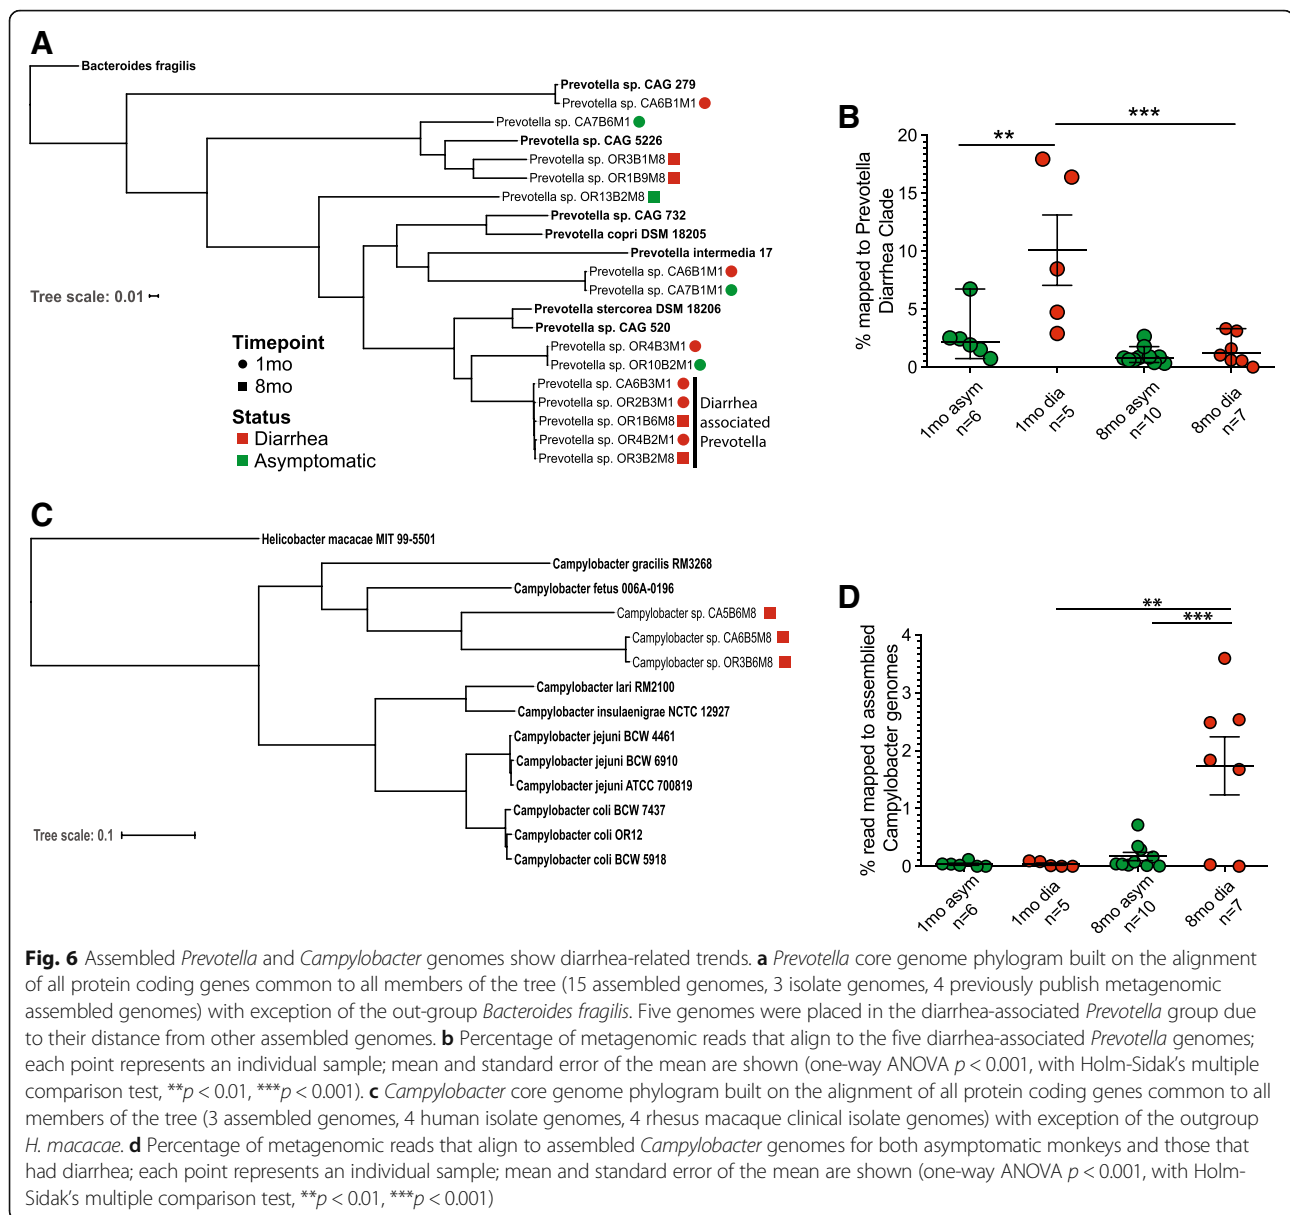 A
Bacteroides fragilis
Prevotella sp. CAG 279
Prevotella sp. CA6B1M1
Prevotella sp. CA7B6M1
Prevotella sp. CAG 5226
Prevotella sp. OR3B1M8
Prevotella sp. OR1B9M8
Prevotella sp. OR13B2M8
Prevotella sp. CAG 732
Prevotella copri DSM 18205
Prevotella intermedia 17
Prevotella sp. CA6B1M1
Prevotella sp. CA7B1M1
Prevotella stercorea DSM 18206
Prevotella sp. CAG 520
Prevotella sp. OR4B3M1
Prevotella sp. OR10B2M1
Prevotella sp. CA6B3M1
Prevotella sp. OR2B3M1
Prevotella sp. OR1B6M8
Prevotella sp. OR4B2M1
Prevotella sp. OR3B2M8
Diarrhea
associated
Prevotella
Tree scale: 0.01
Timepoint
1mo
8mo
Status
Diarrhea
Asymptomatic
B
% mapped to Prevotella
Diarrhea Clade
20
15
10
5
0
**
***
1mo asym
n=6
1mo dia
n=5
8mo asym
n=10
8mo dia
n=7
C
Helicobacter macacae MIT 99-5501
Campylobacter gracilis RM3268
Campylobacter fetus 006A-0196
Campylobacter sp. CA5B6M8
Campylobacter sp. CA6B5M8
Campylobacter sp. OR3B6M8
Campylobacter lari RM2100
Campylobacter insulaenigrae NCTC 12927
Campylobacter jejuni BCW 4461
Campylobacter jejuni BCW 6910
Campylobacter jejuni ATCC 700819
Campylobacter coli BCW 7437
Campylobacter coli OR12
Campylobacter coli BCW 5918
Tree scale: 0.1
D
% read mapped to assemblied
Campylobacter genomes
4
3
2
1
0
**
***
1mo asym
n=6
1mo dia
n=5
8mo asym
n=10
8mo dia
n=7
Fig. 6 Assembled Prevotella and Campylobacter genomes show diarrhea-related trends. a Prevotella core genome phylogram built on the alignment
of all protein coding genes common to all members of the tree (15 assembled genomes, 3 isolate genomes, 4 previously publish metagenomic
assembled genomes) with exception of the out-group Bacteroides fragilis. Five genomes were placed in the diarrhea-associated Prevotella group due
to their distance from other assembled genomes. b Percentage of metagenomic reads that align to the five diarrhea-associated Prevotella genomes;
each point represents an individual sample; mean and standard error of the mean are shown (one-way ANOVA p < 0.001, with Holm-Sidak's multiple
comparison test, **p < 0.01, ***p < 0.001). c Campylobacter core genome phylogram built on the alignment of all protein coding genes common to all
members of the tree (3 assembled genomes, 4 human isolate genomes, 4 rhesus macaque clinical isolate genomes) with exception of the outgroup
H. macacae. d Percentage of metagenomic reads that align to assembled Campylobacter genomes for both asymptomatic monkeys and those that
had diarrhea; each point represents an individual sample; mean and standard error of the mean are shown (one-way ANOVA p < 0.001, with Holm-
Sidak's multiple comparison test, **p < 0.01, ***p < 0.001)